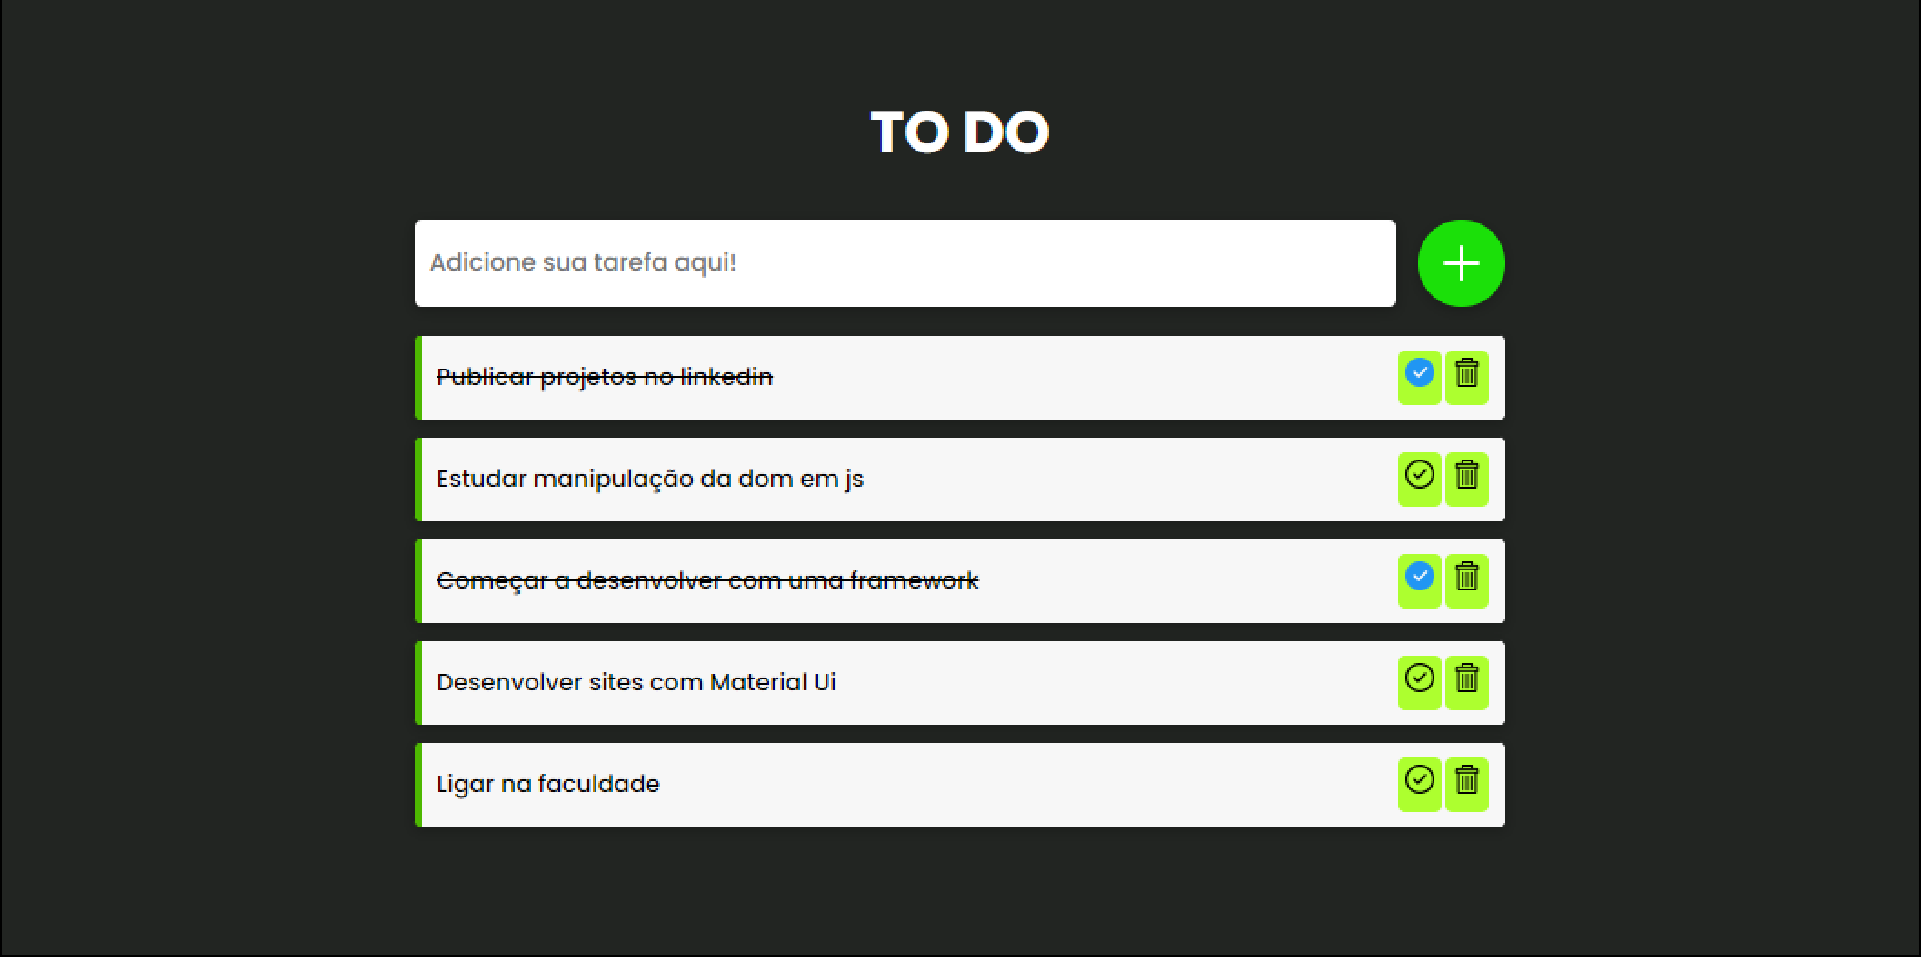 TO DO
Adicione sua tarefa aqui!
Publicar projetos no linkedin
Estudar manipulação da dom em js
Começar a desenvolver com uma framework
Desenvolver sites com Material Ui
Ligar na faculdade